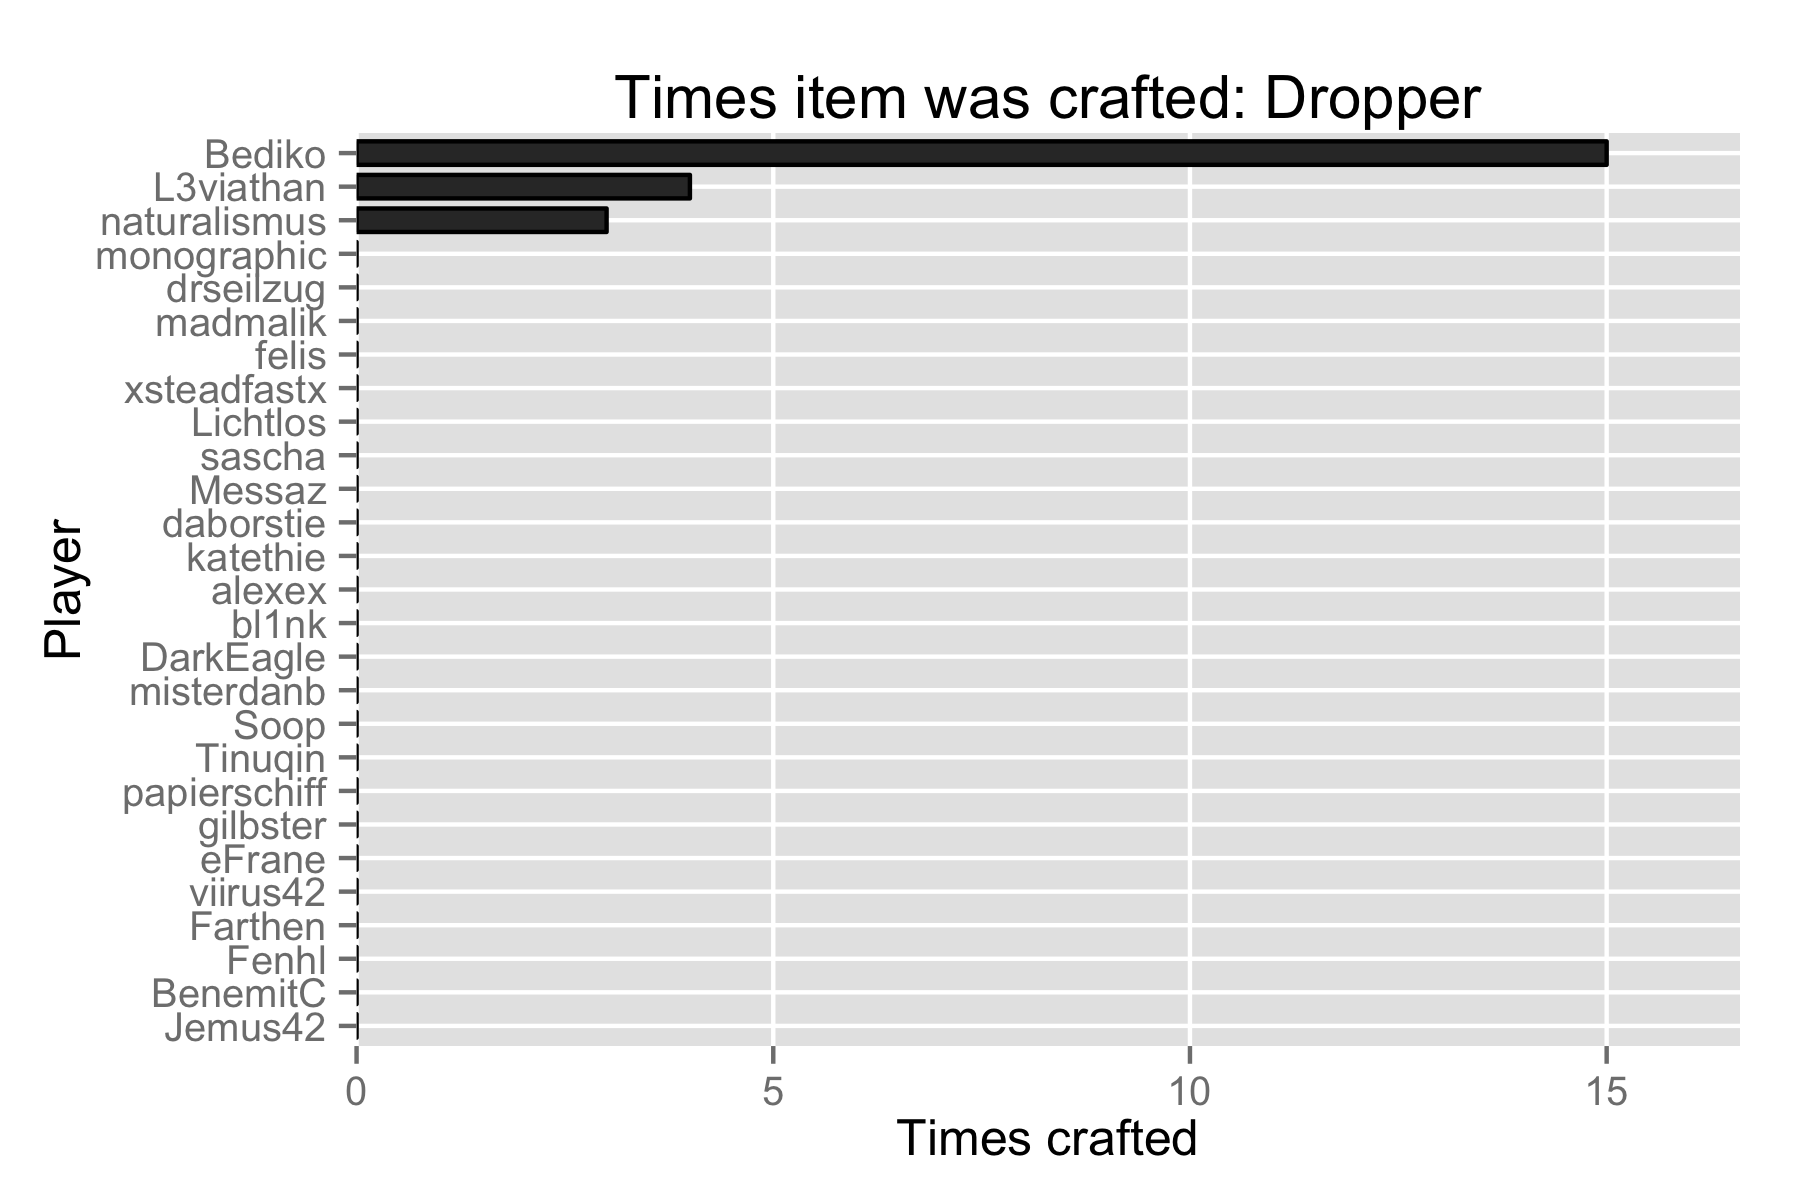 Times item was crafted: Dropper
Bediko
L3viathan
naturalismus
monographic
drseilzug
madmalik
felis
xsteadfastx
Lichtlos
sascha
Messaz
daborstie
katethie
alexex
bl1nk
DarkEagle
misterdanb
Soop
Tinuqin
papierschiff
gilbster
eFrane
viirus42
Farthen
Fenhl
BenemitC
Jemus42
Player
0 5 10 15
Times crafted